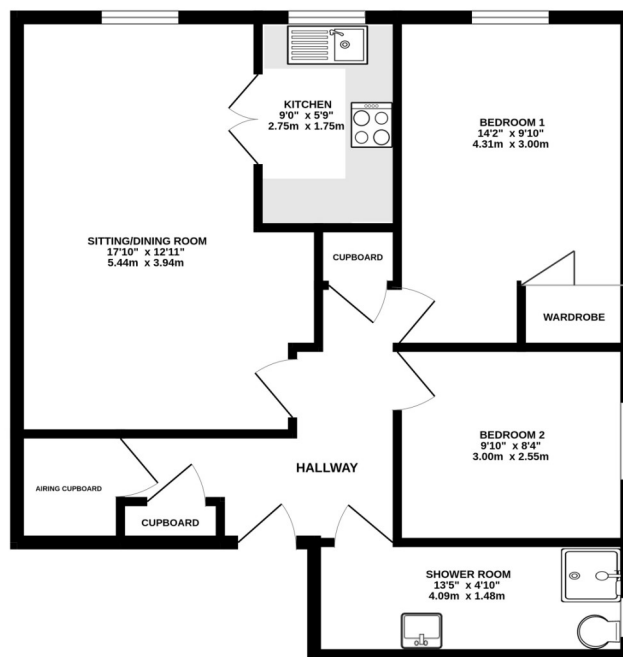 KITCHEN
9'0" x 5'9"
2.75m x 1.75m
BEDROOM 1
14'2" x 9'10"
4.31m x 3.00m
SITTING/DINING ROOM
17'10" x 12'11"
5.44m x 3.94m
CUPBOARD
WARDROBE
BEDROOM 2
9'10" x 8'4"
3.00m x 2.55m
HALLWAY
AIRING CUPBOARD
CUPBOARD
SHOWER ROOM
13'5" x 4'10"
4.09m x 1.48m